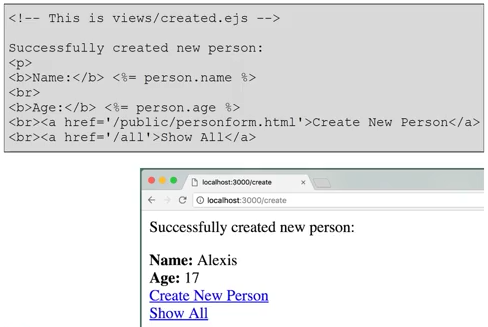 <!-- This is views/created.ejs -->
Successfully created new person:
<p>
<b>Name:</b> <%= person.name %>
<br>
<b>Age:</b> <%= person.age %>
<br><a href='/public/personform.html'>Create New Person</a>
<br><a href='/all'>Show All</a>
localhost:3000/create
localhost:3000/create
Successfully created new person:
Name: Alexis
Age: 17
Create New Person
Show All